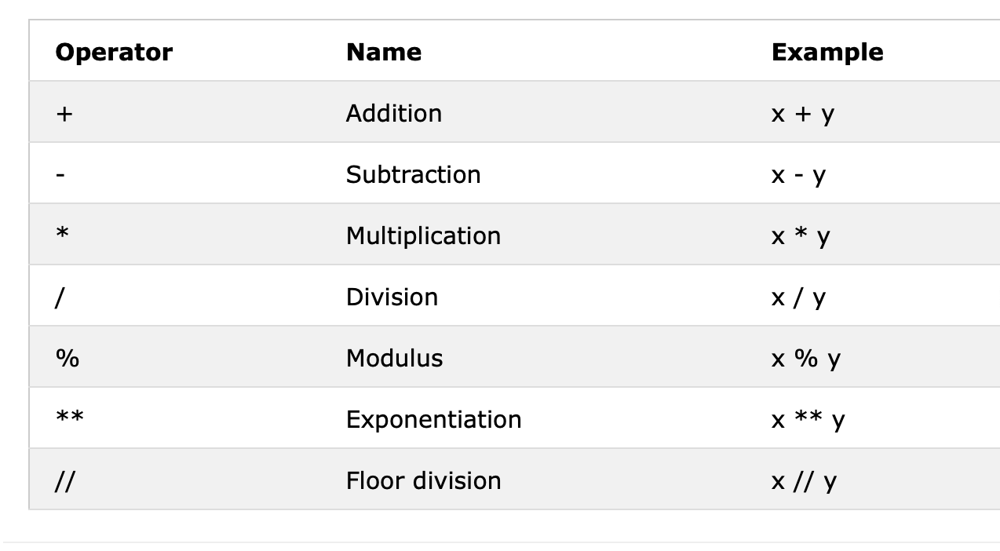 Operator Name Example
+ Addition x + y
- Subtraction x - y
* Multiplication x * y
/ Division x / y
% Modulus x % y
** Exponentiation x ** y
// Floor division x // y